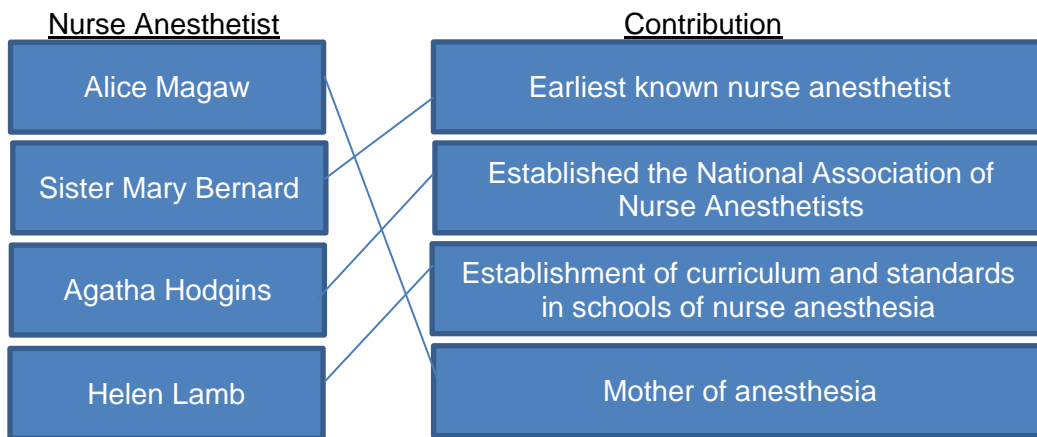 Nurse Anesthetist
Contribution
Alice Magaw
Earliest known nurse anesthetist
Sister Mary Bernard
Established the National Association of
Nurse Anesthetists
Agatha Hodgins
Establishment of curriculum and standards
in schools of nurse anesthesia
Helen Lamb
Mother of anesthesia